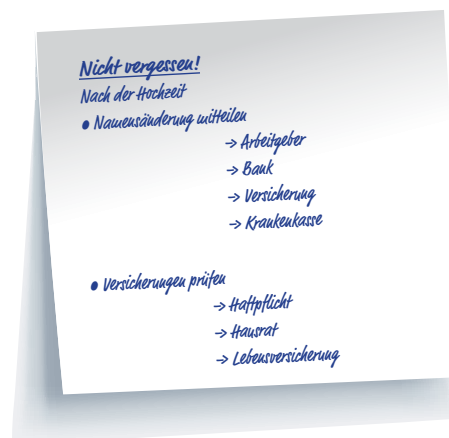 Nicht vergessen!
Nach der Hochzeit
• Namensänderung mitteilen
→ Arbeitgeber
→ Bank
→ Versicherung
→ Krankenkasse
• Versicherungen prüfen
→ Haftpflicht
→ Hausrat
→ Lebensversicherung